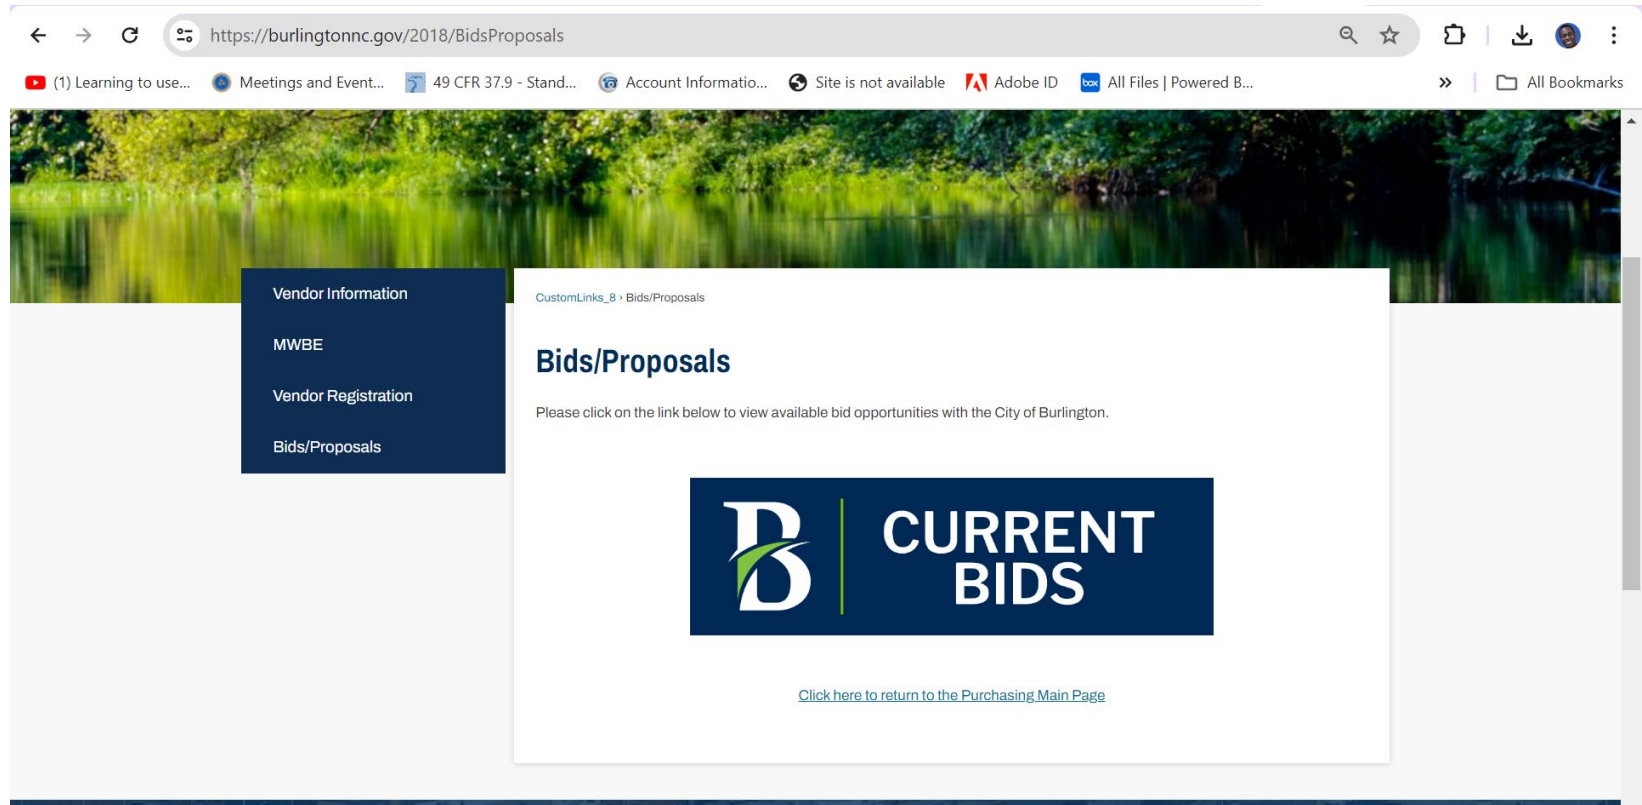 https://burlingtonnc.gov/2018/BidsProposals
(1) Learning to use... Meetings and Event... 49 CFR 37.9 - Stand... Account Informatio... Site is not available Adobe ID box All Files | Powered B... » All Bookmarks
Vendor Information
MWBE
Vendor Registration
Bids/Proposals
CustomLinks_8 › Bids/Proposals
Bids/Proposals
Please click on the link below to view available bid opportunities with the City of Burlington.
B CURRENT
BIDS
Click here to return to the Purchasing Main Page